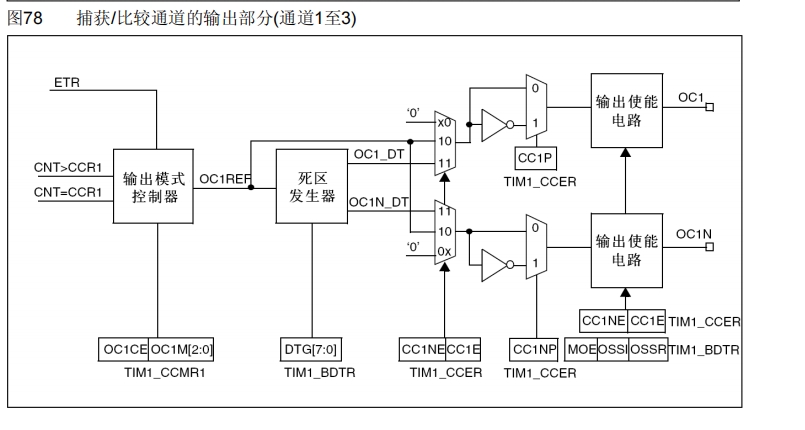 图78 捕获/比较通道的输出部分(通道1至3)
ETR
CNT>CCR1
CNT=CCR1
输出模式
控制器
OC1REF
死区
发生器
OC1_DT
OC1N_DT
'0'
x0
10
11
11
10
0x
'0'
0
1
CC1P
TIM1_CCER
0
1
输出使能
电路
OC1
输出使能
电路
OC1N
CC1NE CC1E TIM1_CCER
OC1CE OC1M[2:0]
TIM1_CCMR1
DTG[7:0]
TIM1_BDTR
CC1NE CC1E
TIM1_CCER
CC1NP
TIM1_CCER
MOE OSSI OSSR TIM1_BDTR